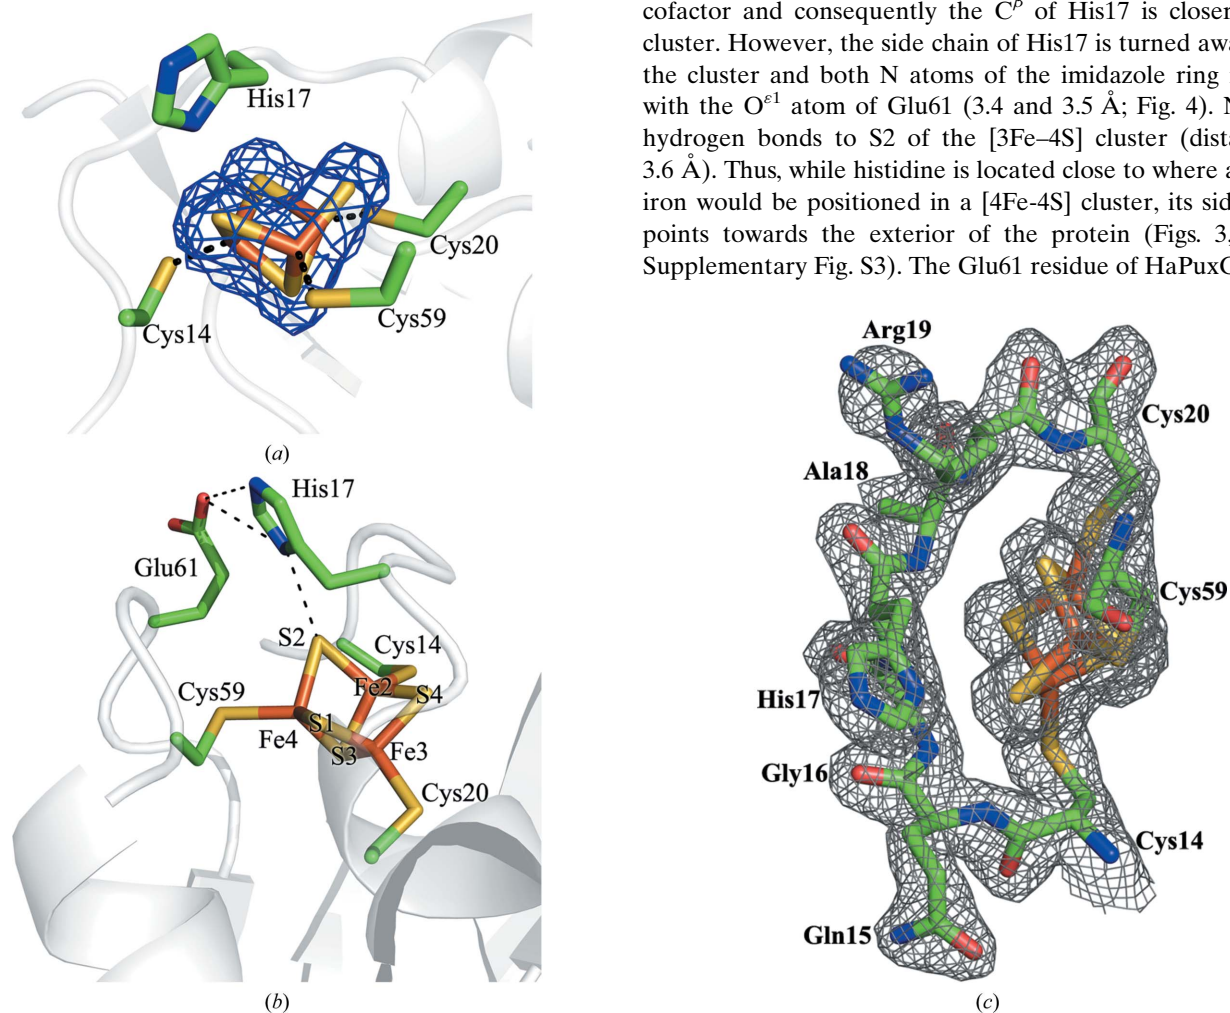 cofactor and consequently the Cᵝ of His17 is closer
cluster. However, the side chain of His17 is turned
the cluster and both N atoms of the imidazole ring
with the Oᵋ¹ atom of Glu61 (3.4 and 3.5 Å; Fig. 4).
hydrogen bonds to S2 of the [3Fe–4S] cluster
3.6 Å). Thus, while histidine is located close to where
iron would be positioned in a [4Fe-4S] cluster, its
points towards the exterior of the protein (Figs. 3,
Supplementary Fig. S3). The Glu61 residue of
His17
Cys20
Cys59
Cys14
(a)
His17
Glu61
S2
Cys14
Cys59
Fe2
S4
S1
Fe4
S3
Fe3
Cys20
(b)
Arg19
Cys20
Ala18
Cys59
His17
Gly16
Cys14
Gln15
(c)